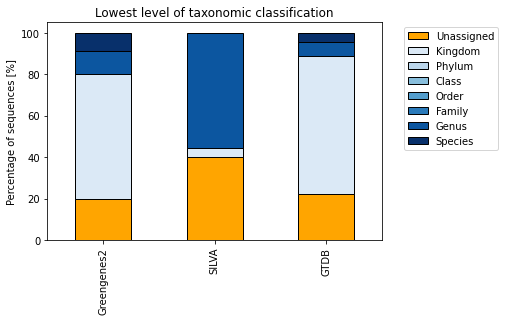 Lowest level of taxonomic classification
Percentage of sequences [%]
100
80
60
40
20
0
Greengenes2
SILVA
GTDB
Unassigned
Kingdom
Phylum
Class
Order
Family
Genus
Species